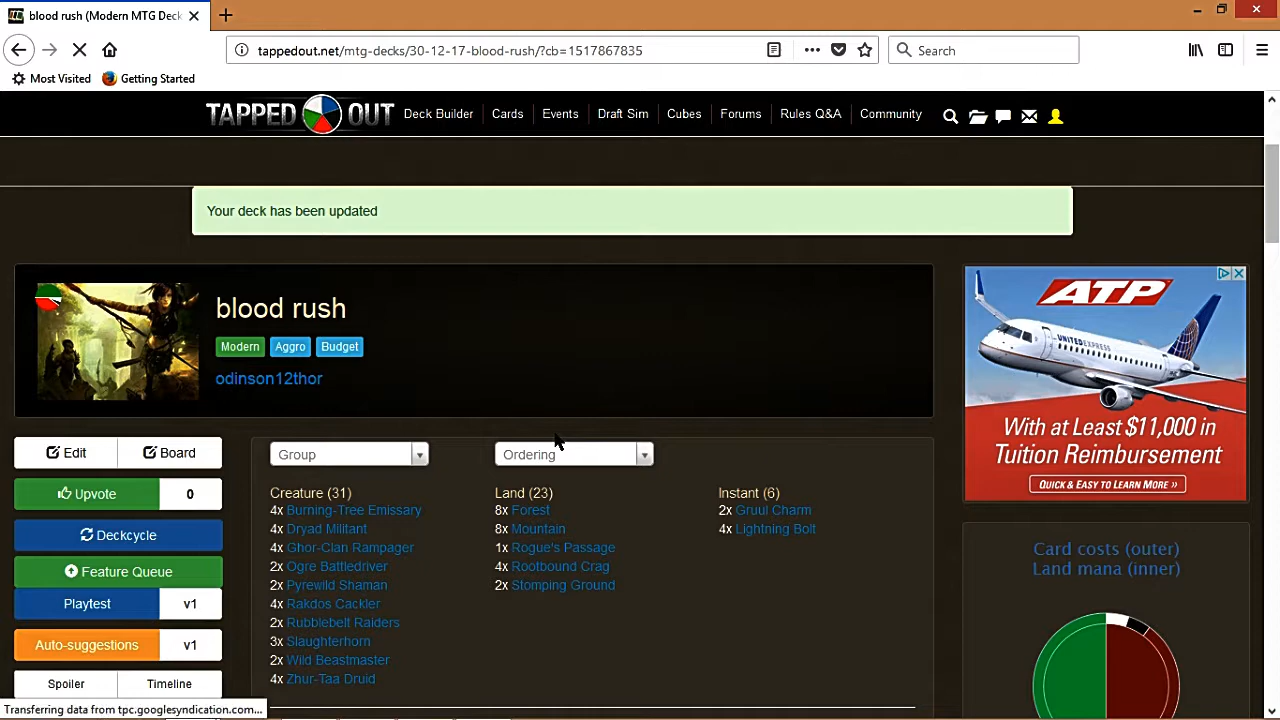 blood rush (Modern MTG Deck
tappedout.net/mtg-decks/30-12-17-blood-rush/?cb=1517867835
Search
Most Visited
Getting Started
TAPPED OUT
Deck Builder
Cards
Events
Draft Sim
Cubes
Forums
Rules Q&A
Community
Your deck has been updated
blood rush
Modern
Aggro
Budget
odinson12thor
ATP
UNITED EXPRESS
With at Least $11,000 in
Tuition Reimbursement
QUICK & EASY TO LEARN MORE »
Edit
Board
Upvote
0
Deckcycle
Feature Queue
Playtest
v1
Auto-suggestions
v1
Spoiler
Timeline
Group
Ordering
Creature (31)
4x Burning-Tree Emissary
4x Dryad Militant
4x Ghor-Clan Rampager
2x Ogre Battledriver
2x Pyrewild Shaman
4x Rakdos Cackler
2x Rubblebelt Raiders
3x Slaughterhorn
2x Wild Beastmaster
4x Zhur-Taa Druid
Land (23)
8x Forest
8x Mountain
1x Rogue's Passage
4x Rootbound Crag
2x Stomping Ground
Instant (6)
2x Gruul Charm
4x Lightning Bolt
Card costs (outer)
Land mana (inner)
Transferring data from tpc.googlesyndication.com...